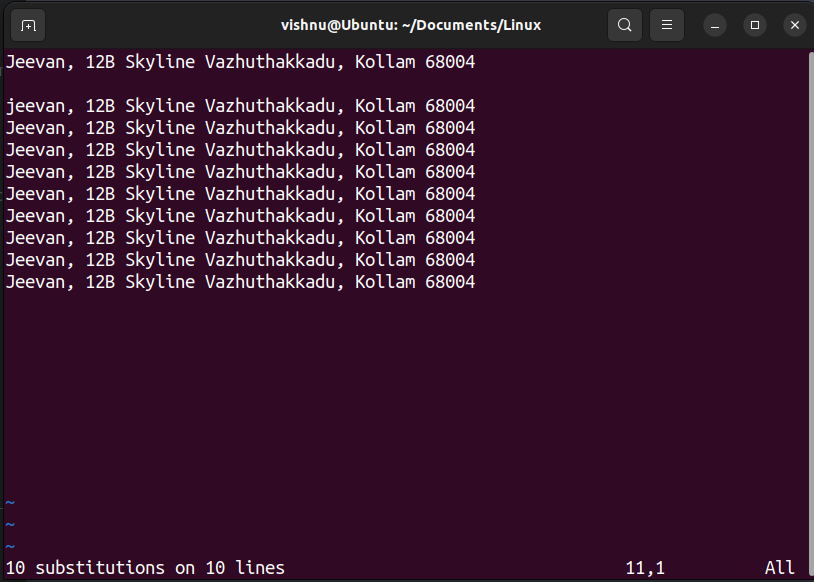 vishnu@Ubuntu: ~/Documents/Linux
Jeevan, 12B Skyline Vazhuthakkadu, Kollam 68004
jeevan, 12B Skyline Vazhuthakkadu, Kollam 68004
Jeevan, 12B Skyline Vazhuthakkadu, Kollam 68004
Jeevan, 12B Skyline Vazhuthakkadu, Kollam 68004
Jeevan, 12B Skyline Vazhuthakkadu, Kollam 68004
Jeevan, 12B Skyline Vazhuthakkadu, Kollam 68004
Jeevan, 12B Skyline Vazhuthakkadu, Kollam 68004
Jeevan, 12B Skyline Vazhuthakkadu, Kollam 68004
Jeevan, 12B Skyline Vazhuthakkadu, Kollam 68004
Jeevan, 12B Skyline Vazhuthakkadu, Kollam 68004
~
~
~
10 substitutions on 10 lines 11,1 All